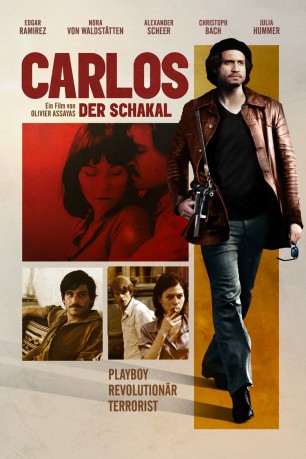 EDGAR
RAMIREZ
NORA
VON WALDSTÄTTEN
ALEXANDER
SCHEER
CHRISTOPH
BACH
JULIA
HUMMER
CARLOS
Ein Film von
OLIVIER ASSAYAS
DER SCHAKAL
PLAYBOY
REVOLUTIONÄR
TERRORIST